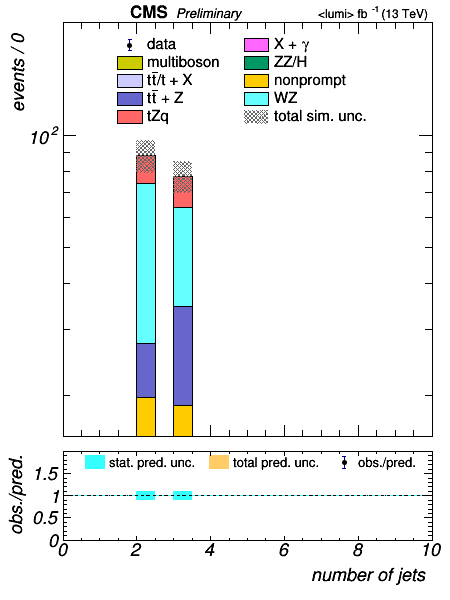 CMS Preliminary <lumi> fb⁻¹ (13 TeV)
events / 0
data
multiboson
tt̄/t + X
tt̄ + Z
tZq
X + γ
ZZ/H
nonprompt
WZ
total sim. unc.
10²
obs./pred.
stat. pred. unc. total pred. unc. obs./pred.
1.5
1
0.5
0
0 2 4 6 8 10
number of jets